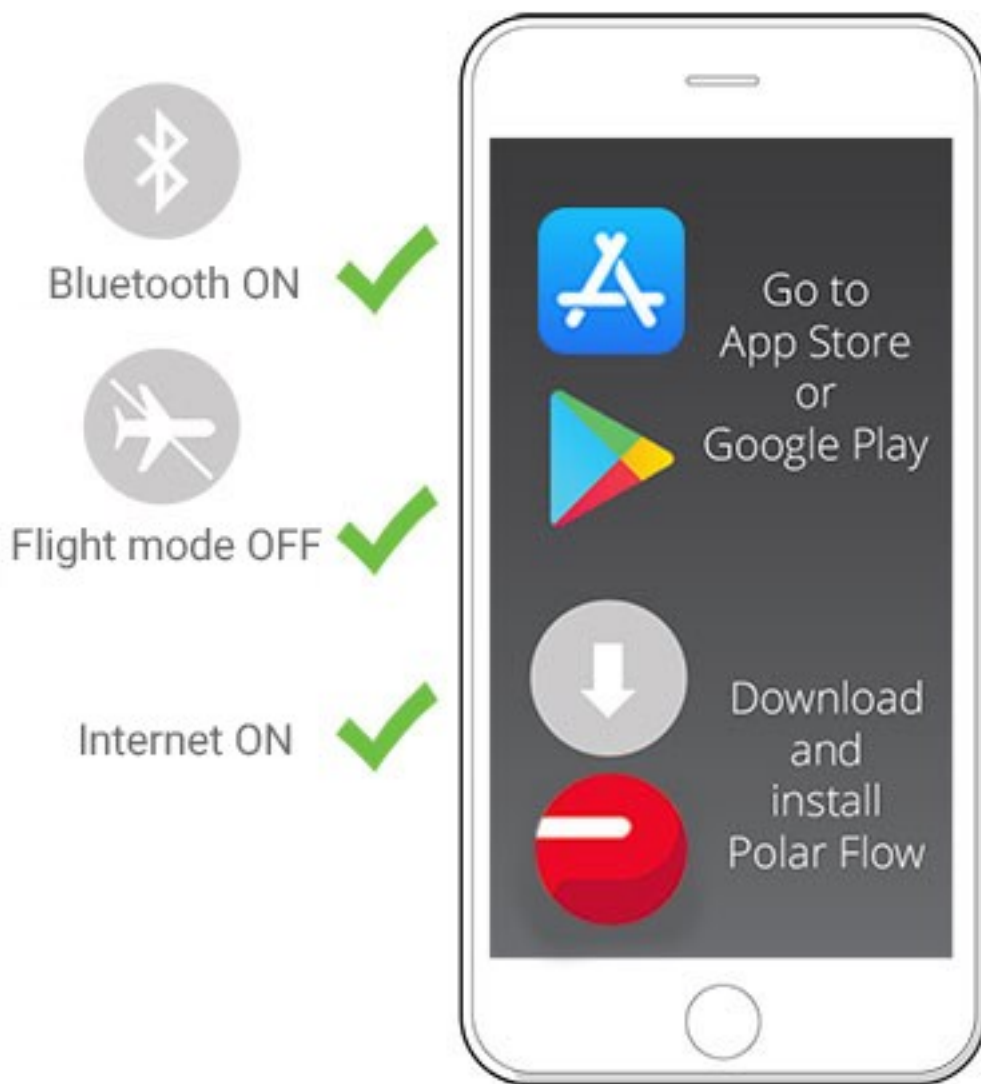 Bluetooth ON
Flight mode OFF
Internet ON
Go to
App Store
or
Google Play
Download
and
install
Polar Flow